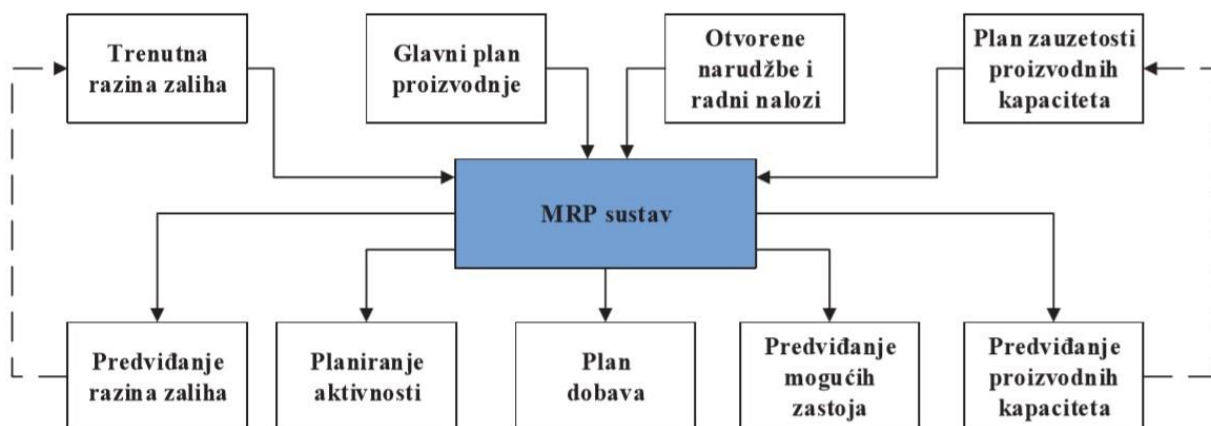 Trenutna
razina zaliha
Glavni plan
proizvodnje
Otvorene
narudžbe i
radni nalozi
Plan zauzetosti
proizvodnih
kapaciteta
MRP sustav
Predviđanje
razina zaliha
Planiranje
aktivnosti
Plan
dobava
Predviđanje
mogućih
zastoja
Predviđanje
proizvodnih
kapaciteta